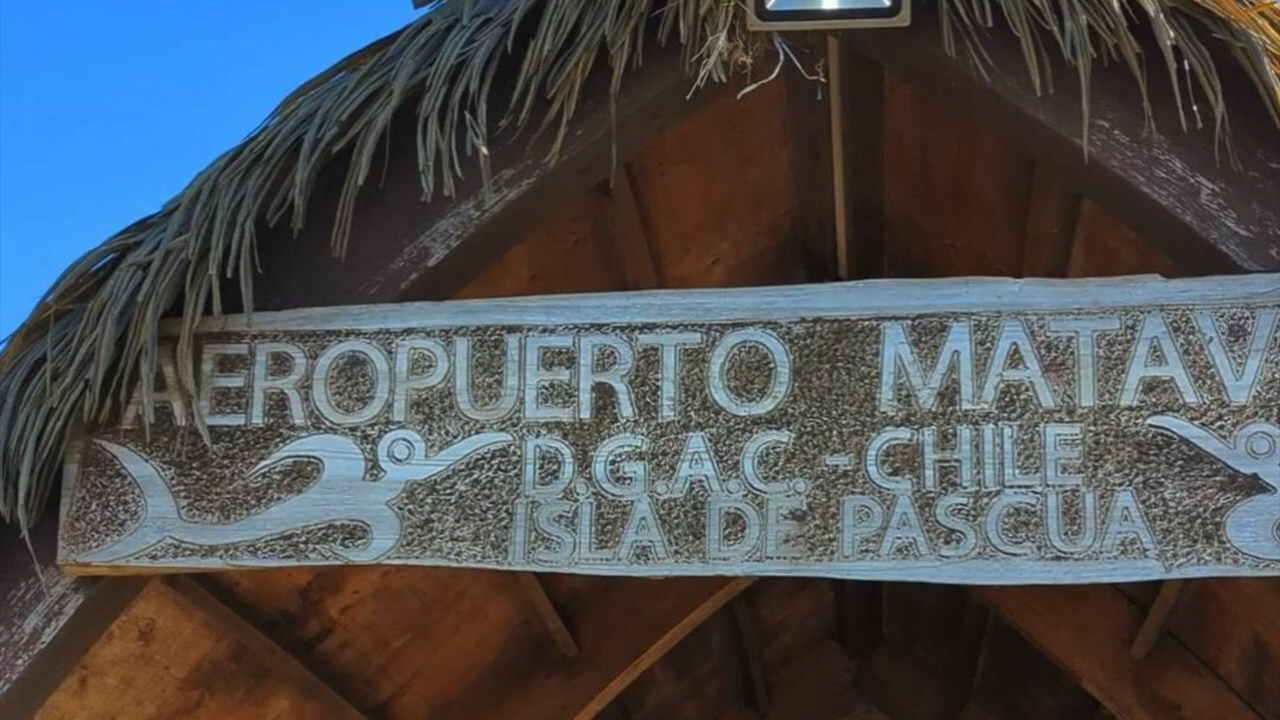 AEROPUERTO MATAV
D.G.A.C. - CHILE
ISLA DE PASCUA